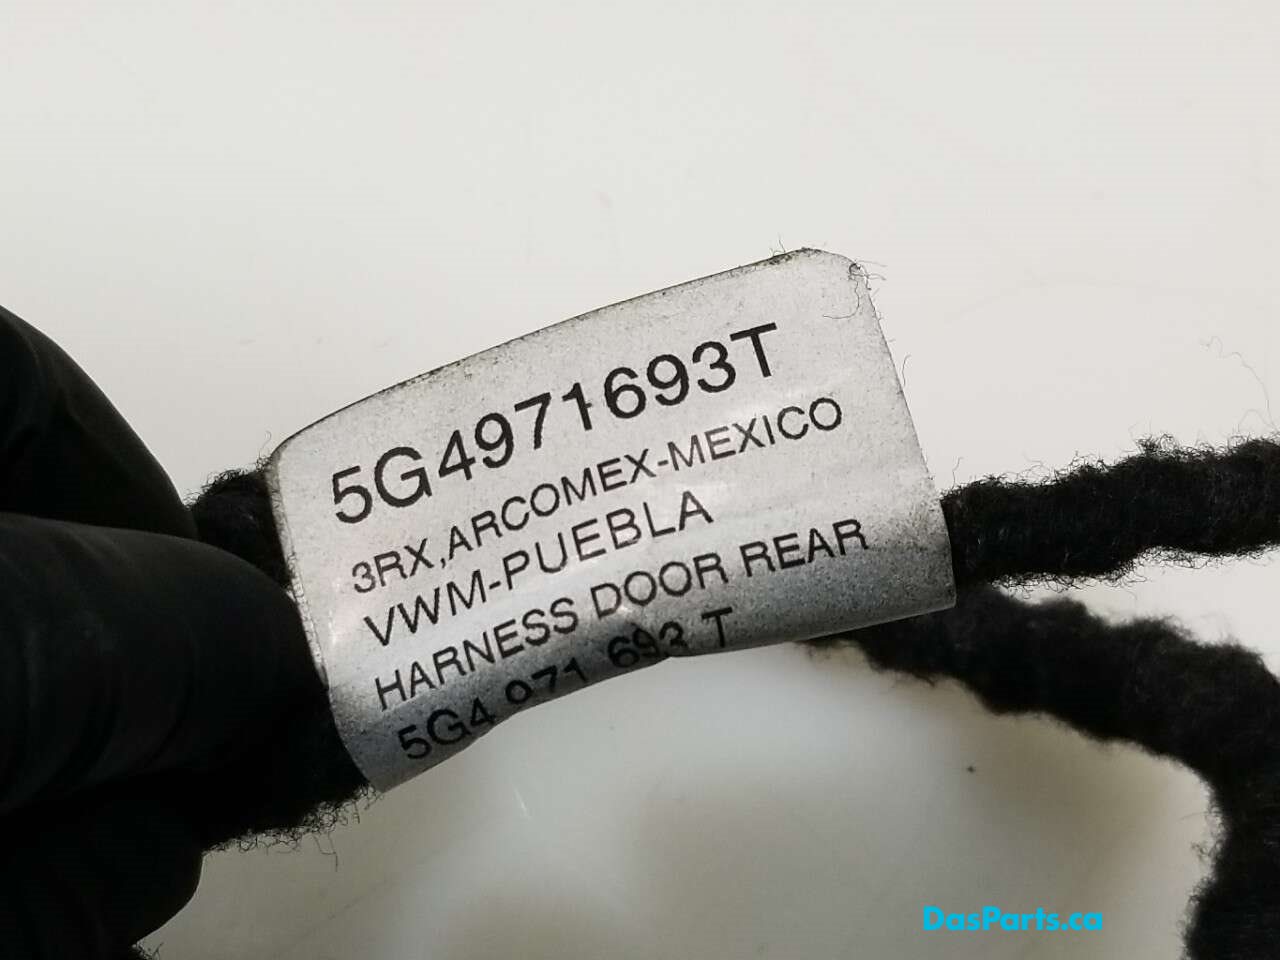 5G4971693T
3RX,ARCOMEX-MEXICO
VWM-PUEBLA
HARNESS DOOR REAR
5G4 971 693 T
DasParts.ca